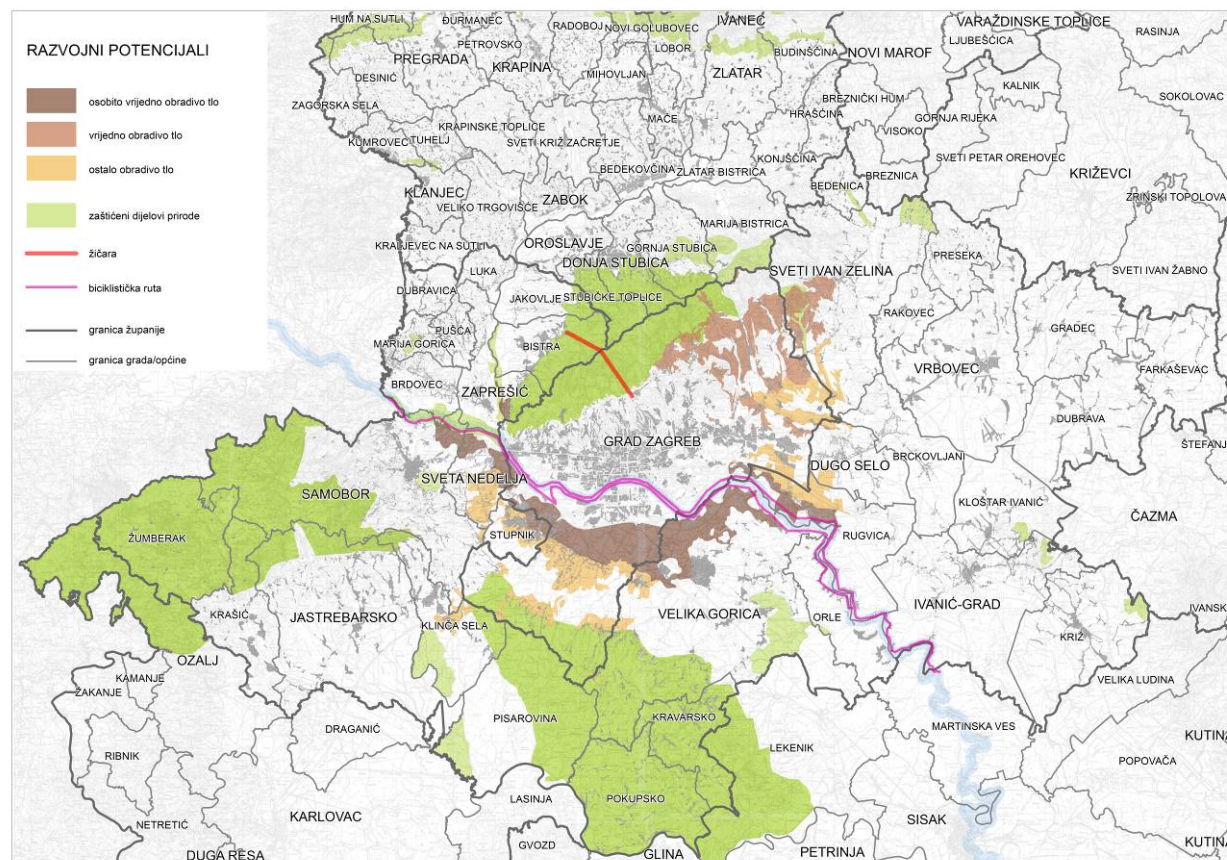 RAZVOJNI POTENCIJALI
osobito vrijedno obradivo tlo
vrijedno obradivo tlo
ostalo obradivo tlo
zaštićeni dijelovi prirode
žičara
biciklistička ruta
granica županije
granica grada/općine
HUM NA SUTLI
ĐURMANEC
RADOBOJ
NOVI GOLUBOVEC
IVANEC
VARAŽDINSKE TOPLICE
LJUBEŠĆICA
RASINJA
PETROVSKO
PREGRADA
KRAPINA
LOBOR
BUDINŠĆINA
NOVI MAROF
DESINIĆ
MIHOVLJAN
ZLATAR
KALNIK
SOKOLOVAC
ZAGORSKA SELA
BREZNIČKI HUM
HRAŠĆINA
GORNJA RIJEKA
MAČE
VISOKO
KRAPINSKE TOPLICE
KUMROVEC
TUHELJ
SVETI KRIŽ ZAČRETJE
SVETI PETAR OREHOVEC
KONJŠĆINA
BEDEKOVČINA
ZLATAR BISTRICA
BREZNICA
KRIŽEVCI
KLANJEC
BEDENICA
VELIKO TRGOVIŠĆE
ZABOK
ZRINSKI TOPOLOVA
MARIJA BISTRICA
KRALJEVEC NA SUTLI
OROSLAVJE
GORNJA STUBICA
DONJA STUBICA
PRESEKA
SVETI IVAN ŽABNO
LUKA
SVETI IVAN ZELINA
DUBRAVICA
JAKOVLJE
STUBIČKE TOPLICE
RAKOVEC
GRADEC
PUŠĆA
MARIJA GORICA
BISTRA
FARKAŠEVAC
VRBOVEC
BRDOVEC
ZAPREŠIĆ
DUBRAVA
GRAD ZAGREB
ŠTEFANJ
BRCKOVLJANI
DUGO SELO
SVETA NEDELJA
SAMOBOR
KLOŠTAR IVANIĆ
ČAZMA
STUPNIK
ŽUMBERAK
RUGVICA
IVANIĆ-GRAD
IVANSK
KRAŠIĆ
JASTREBARSKO
KLINČA SELA
VELIKA GORICA
ORLE
KRIŽ
OZALJ
KAMANJE
ŽAKANJE
VELIKA LUDINA
PISAROVINA
KRAVARSKO
DRAGANIĆ
MARTINSKA VES
RIBNIK
LEKENIK
KUTINA
POPOVAČA
LASINJA
POKUPSKO
KARLOVAC
NETRETIĆ
SISAK
GVOZD
DUGA RESA
GLINA
PETRINJA
KUTINA